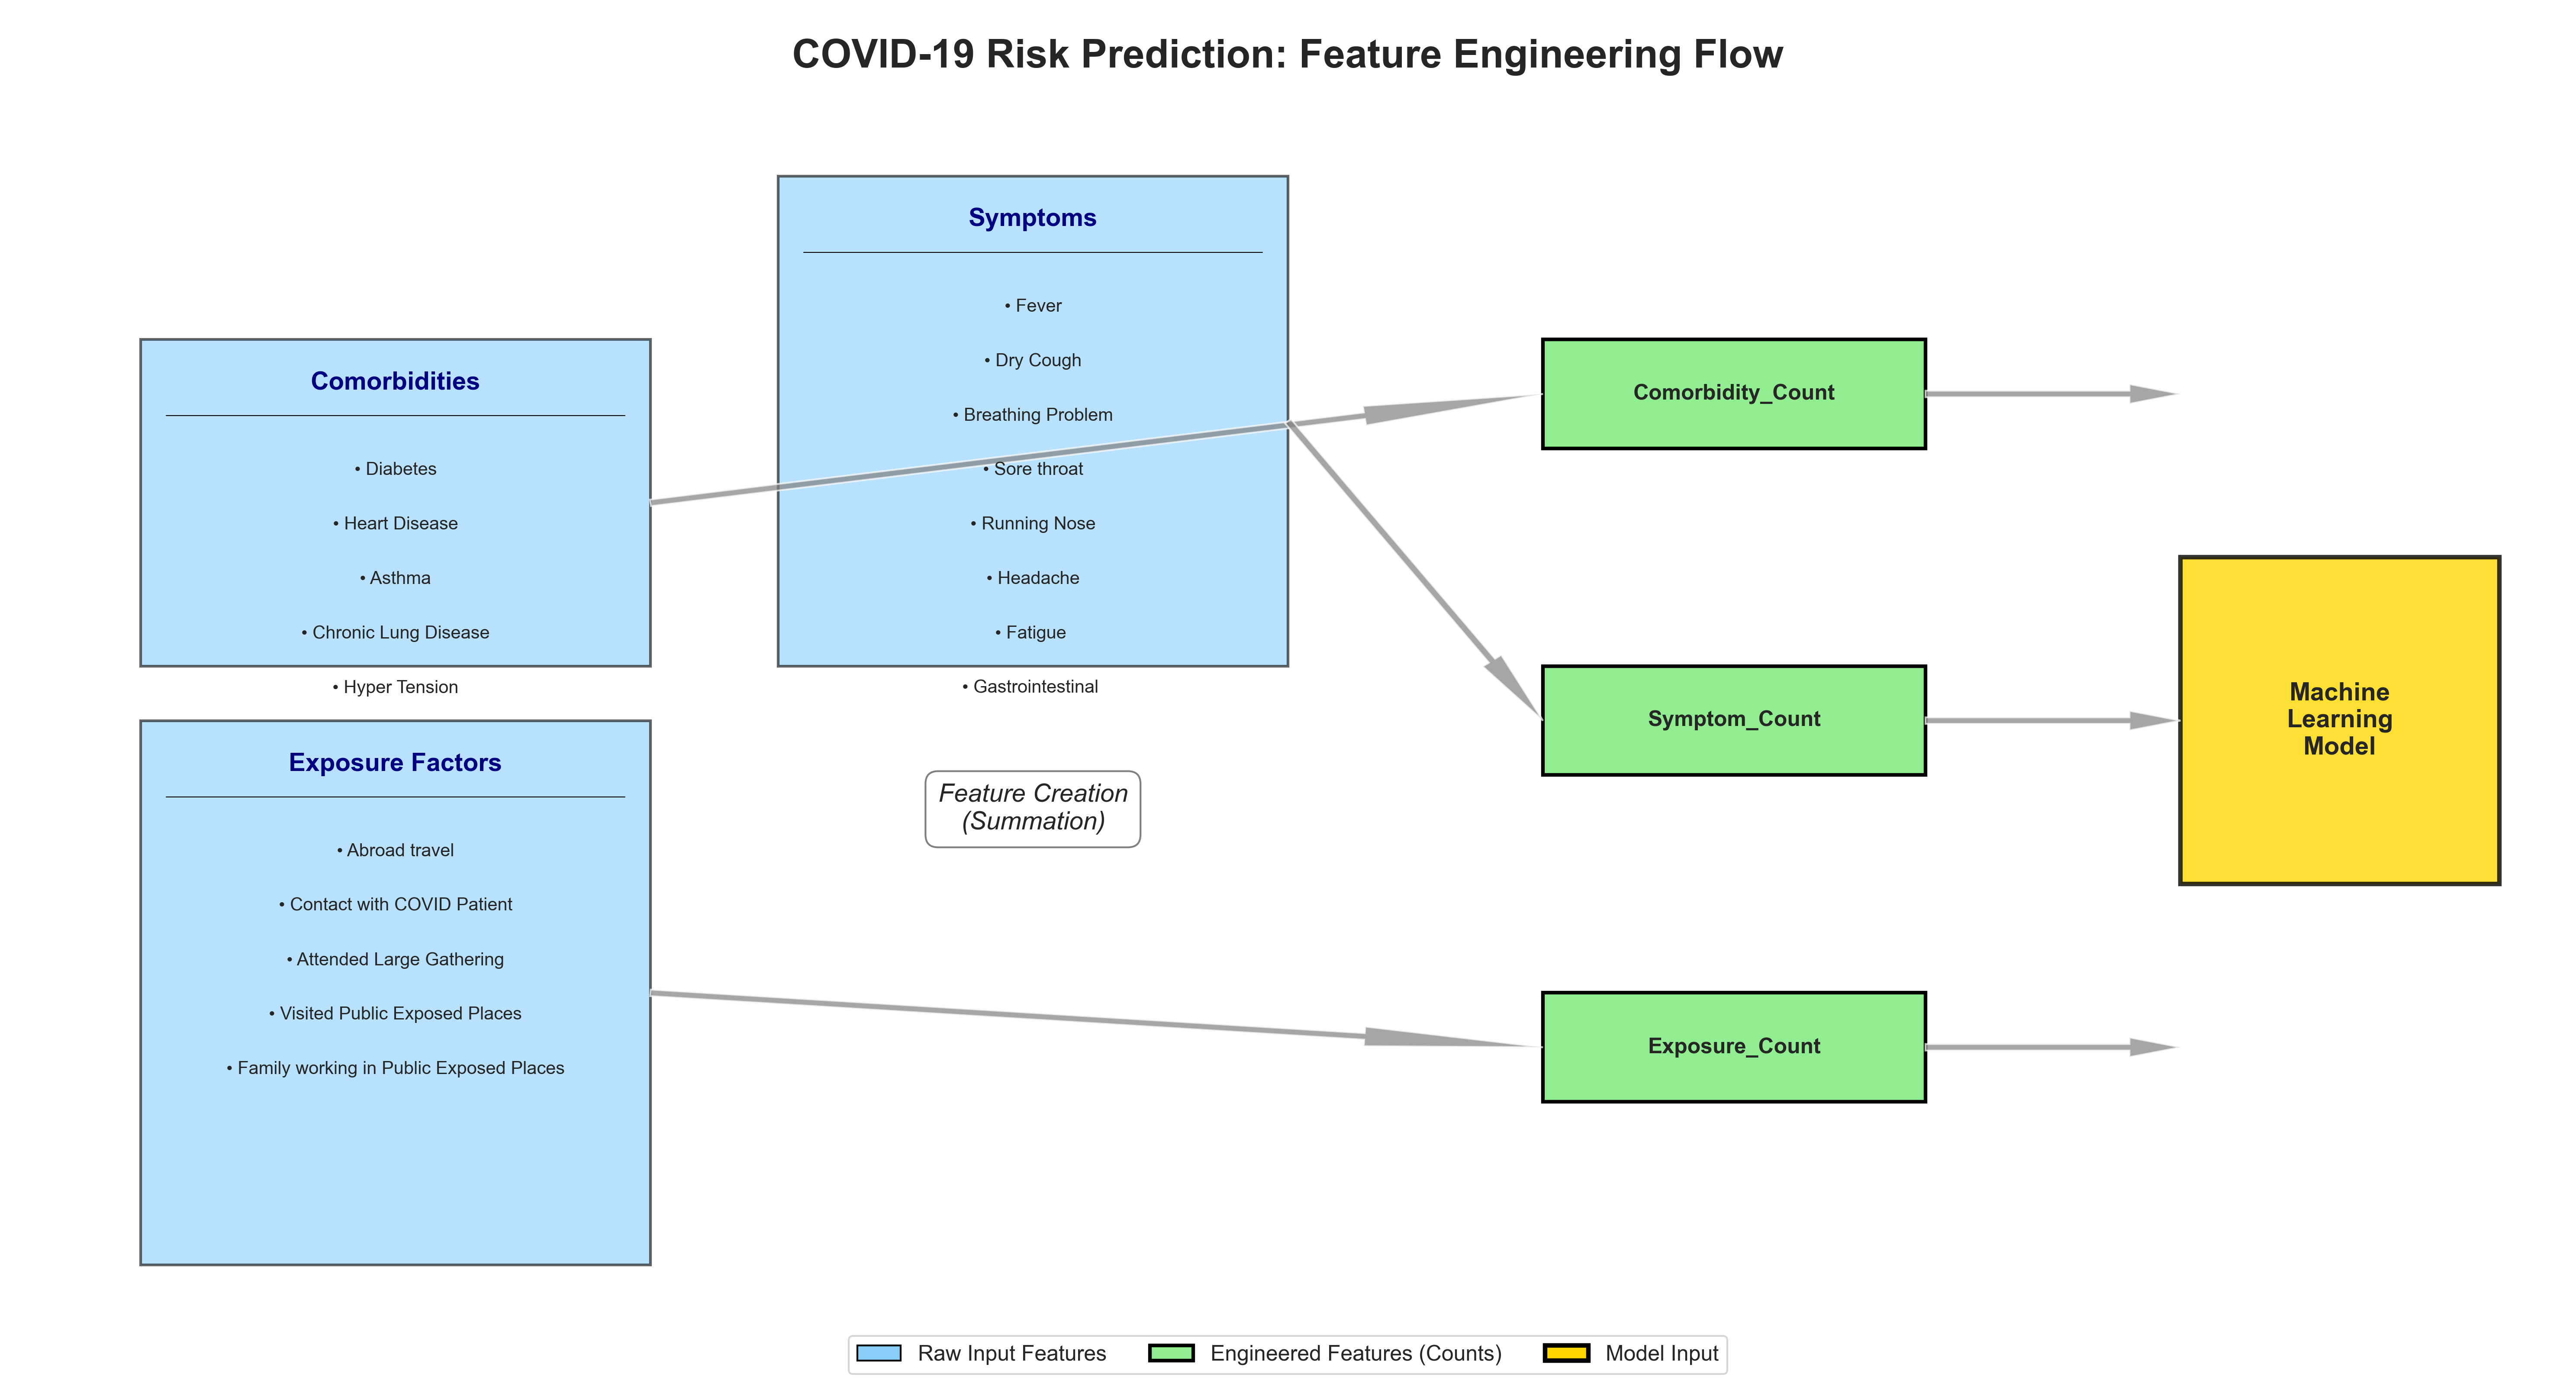 COVID-19 Risk Prediction: Feature Engineering Flow
Comorbidities
• Diabetes
• Heart Disease
• Asthma
• Chronic Lung Disease
• Hyper Tension
Exposure Factors
• Abroad travel
• Contact with COVID Patient
• Attended Large Gathering
• Visited Public Exposed Places
• Family working in Public Exposed Places
Symptoms
• Fever
• Dry Cough
• Breathing Problem
• Sore throat
• Running Nose
• Headache
• Fatigue
• Gastrointestinal
Feature Creation
(Summation)
Comorbidity_Count
Symptom_Count
Exposure_Count
Machine
Learning
Model
Raw Input Features
Engineered Features (Counts)
Model Input